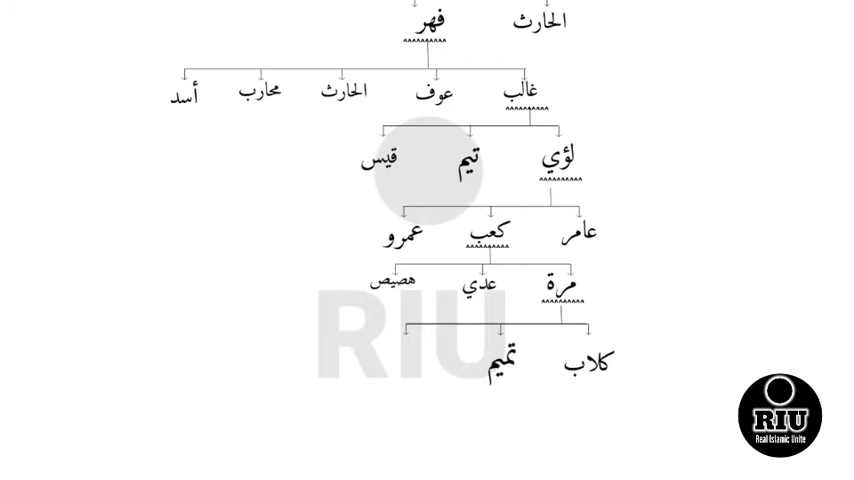 الحارث فهر
غالب عوف الحارث محارب أسد
لؤي تيم قيس
عامر كعب عمرو
مرة عدي هصيص
كلاب تميم
RIU
RIU
Real Islamic Unite